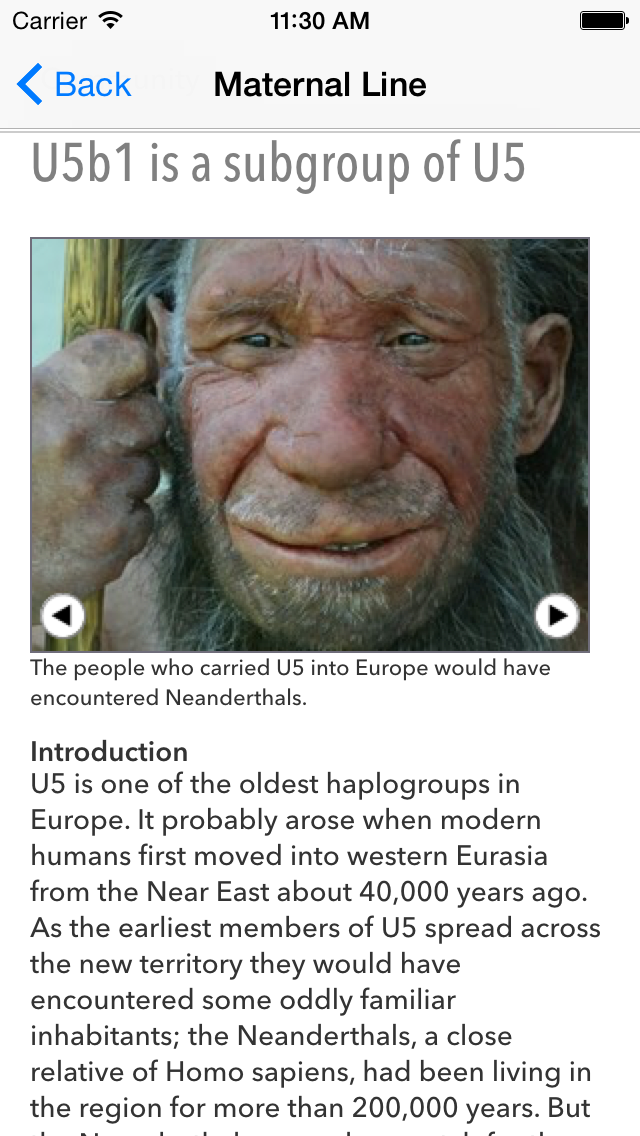 Carrier 11:30 AM
Back Maternal Line
U5b1 is a subgroup of U5
The people who carried U5 into Europe would have
encountered Neanderthals.
Introduction
U5 is one of the oldest haplogroups in
Europe. It probably arose when modern
humans first moved into western Eurasia
from the Near East about 40,000 years ago.
As the earliest members of U5 spread across
the new territory they would have
encountered some oddly familiar
inhabitants; the Neanderthals, a close
relative of Homo sapiens, had been living in
the region for more than 200,000 years. But